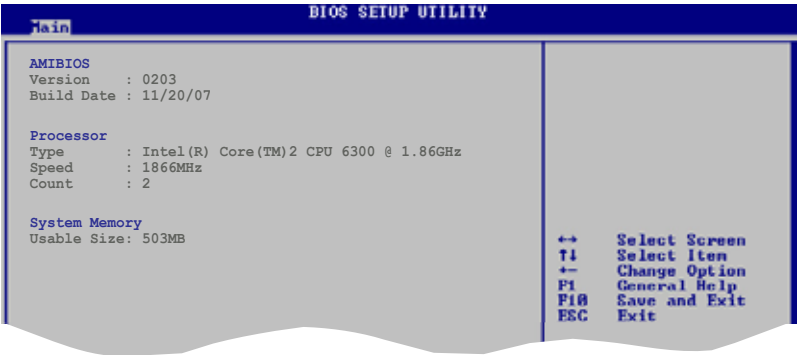 BIOS SETUP UTILITY
Main
AMIBIOS
Version : 0203
Build Date : 11/20/07
Processor
Type : Intel(R) Core(TM)2 CPU 6300 @ 1.86GHz
Speed : 1866MHz
Count : 2
System Memory
Usable Size: 503MB
←→ Select Screen
↑↓ Select Item
+- Change Option
F1 General Help
F10 Save and Exit
ESC Exit